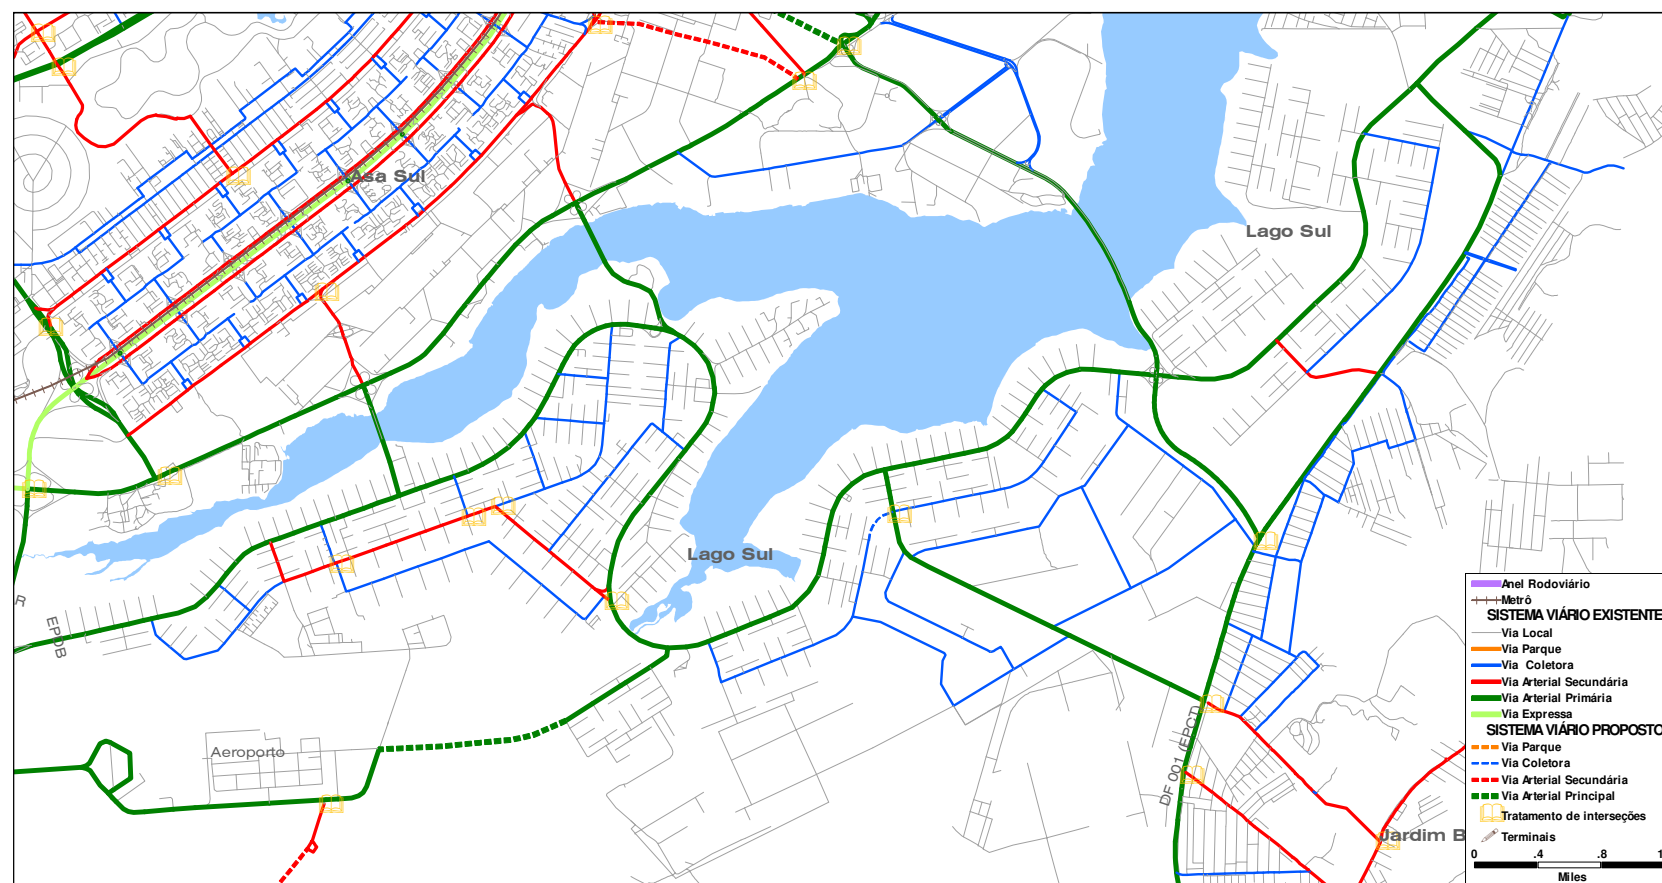 Asa Sul
Lago Sul
Lago Sul
R
EPDB
Aeroporto
DF 001 (EPCT)
Jardim B
Anel Rodoviário
Metrô
SISTEMA VIÁRIO EXISTENTE
Via Local
Via Parque
Via Coletora
Via Arterial Secundária
Via Arterial Primária
Via Expressa
SISTEMA VIÁRIO PROPOSTO
Via Parque
Via Coletora
Via Arterial Secundária
Via Arterial Principal
Tratamento de interseções
Terminais
0 .4 .8 1
Miles